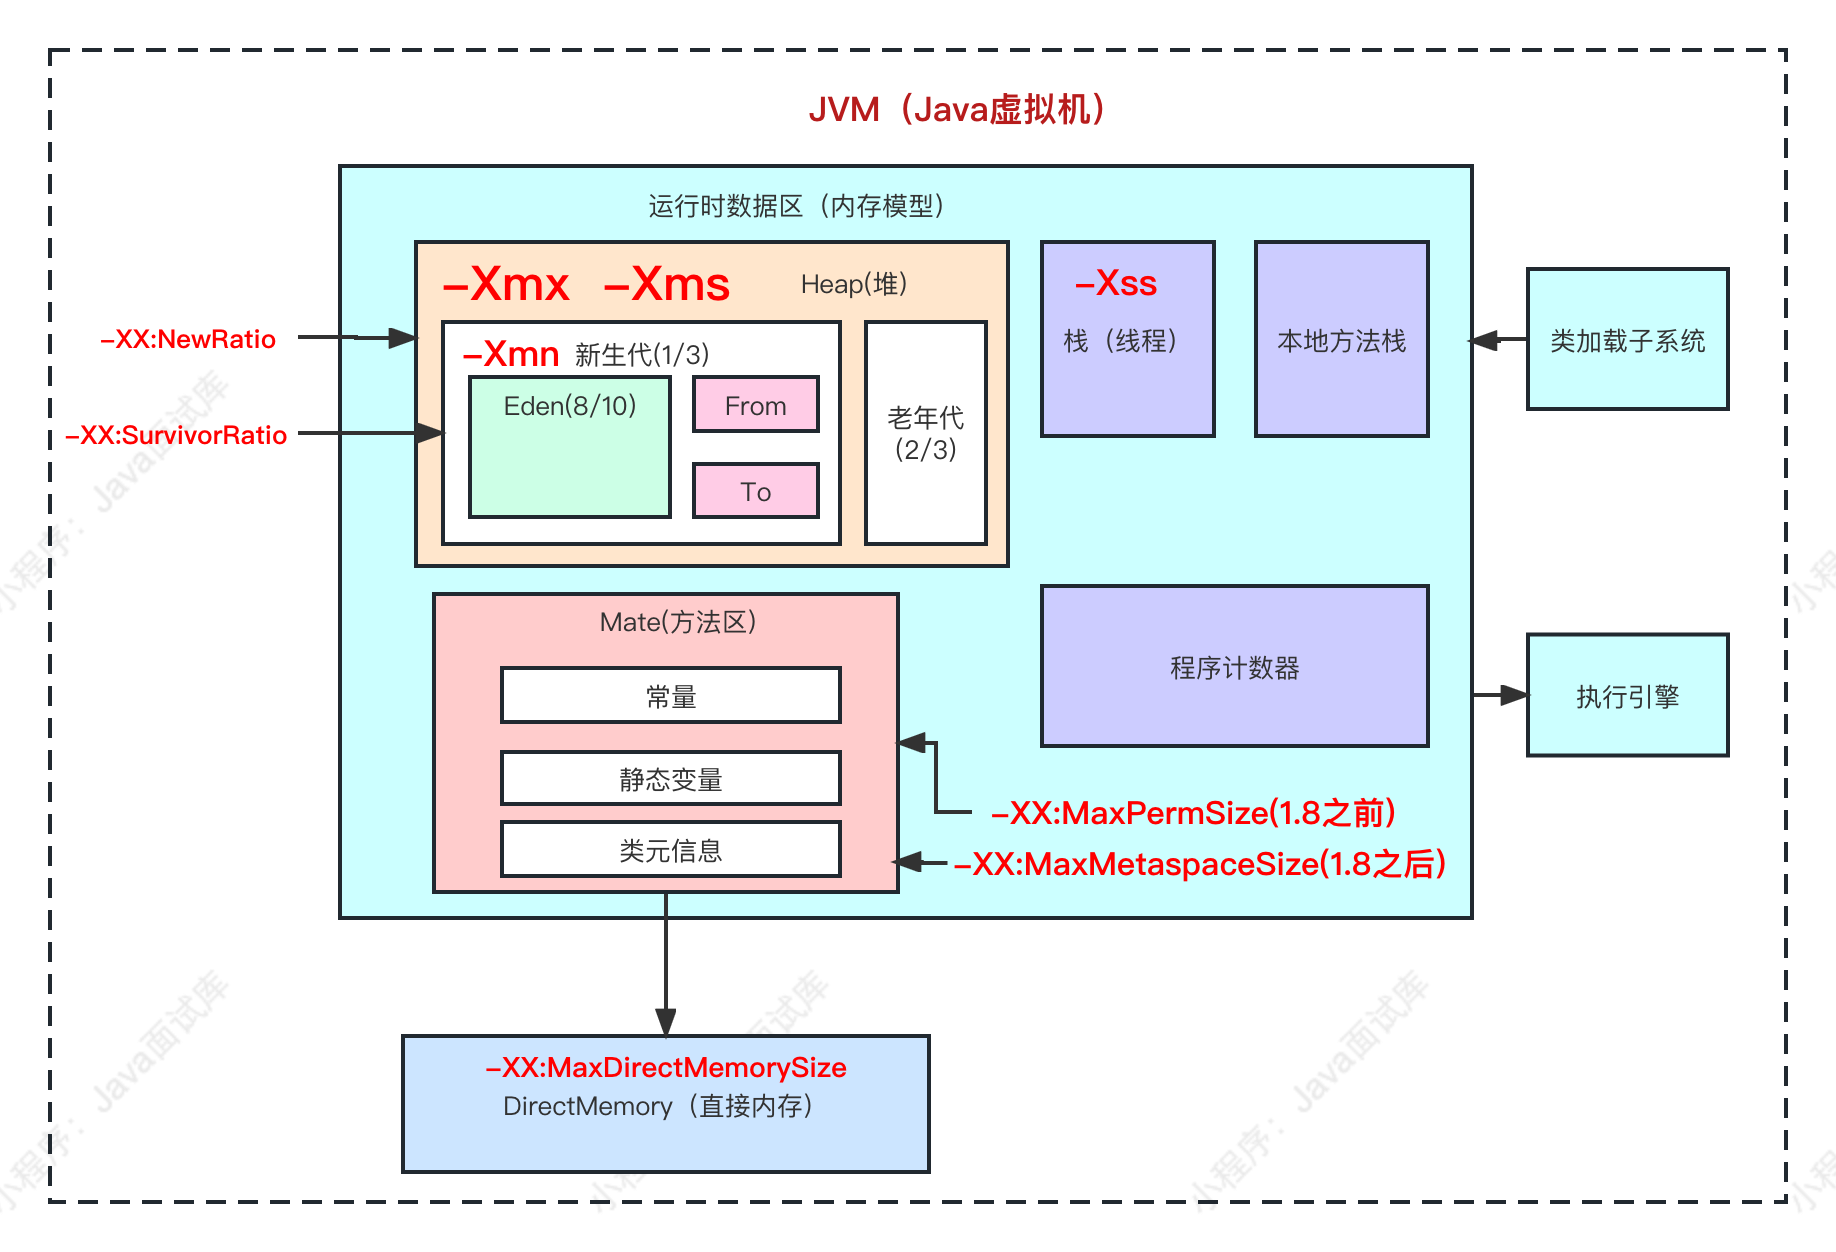 JVM（Java虚拟机）
运行时数据区（内存模型）
-Xmx -Xms Heap(堆)
-XX:NewRatio
-Xmn 新生代(1/3)
Eden(8/10)
From
To
-XX:SurvivorRatio
老年代
(2/3)
-Xss
栈（线程）
本地方法栈
类加载子系统
Mate(方法区)
常量
静态变量
类元信息
程序计数器
执行引擎
-XX:MaxPermSize(1.8之前)
-XX:MaxMetaspaceSize(1.8之后)
-XX:MaxDirectMemorySize
DirectMemory（直接内存）
小程序：Java面试库
小程序：Java面试库
小程序：Java面试库